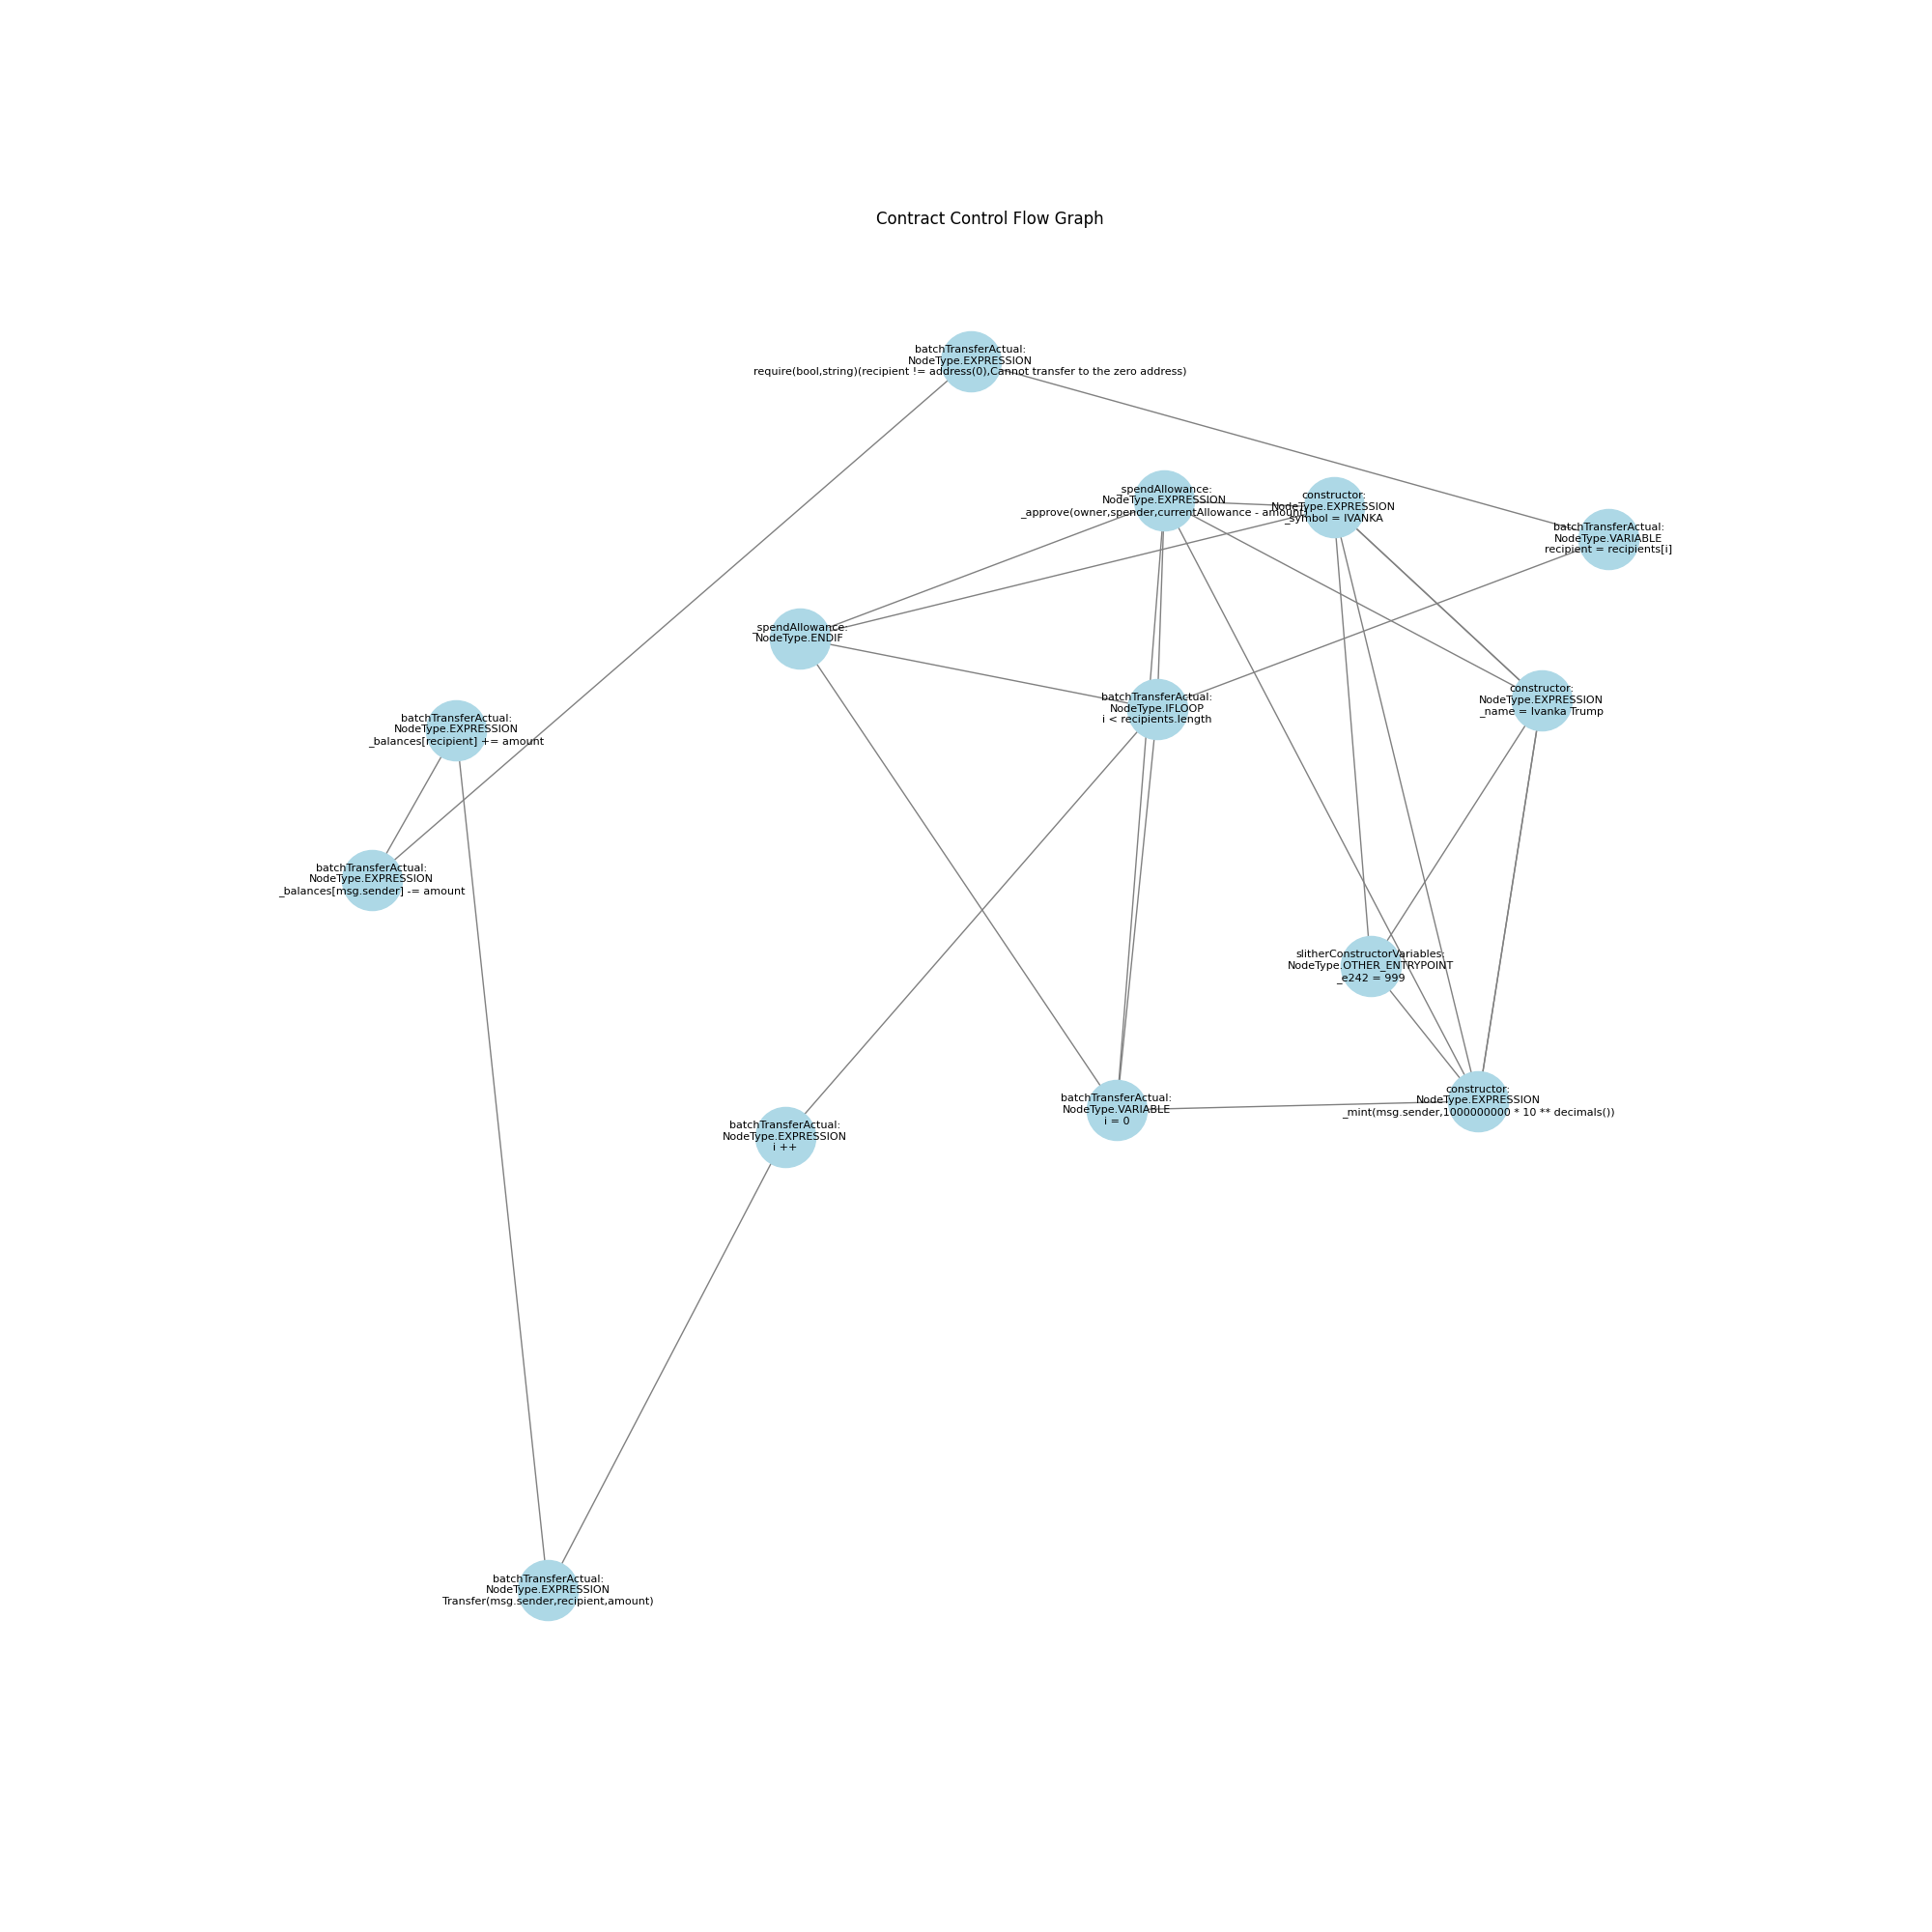 Contract Control Flow Graph
batchTransferActual:
NodeType.EXPRESSION
require(bool,string)(recipient != address(0),Cannot transfer to the zero address)
_spendAllowance:
NodeType.EXPRESSION
_approve(owner,spender,currentAllowance - amount)
constructor:
NodeType.EXPRESSION
_symbol = IVANKA
batchTransferActual:
NodeType.VARIABLE
recipient = recipients[i]
_spendAllowance:
NodeType.ENDIF
batchTransferActual:
NodeType.IFLOOP
i < recipients.length
constructor:
NodeType.EXPRESSION
_name = Ivanka Trump
batchTransferActual:
NodeType.EXPRESSION
_balances[recipient] += amount
batchTransferActual:
NodeType.EXPRESSION
_balances[msg.sender] -= amount
slitherConstructorVariables:
NodeType.OTHER_ENTRYPOINT
_e242 = 999
constructor:
NodeType.EXPRESSION
_mint(msg.sender,1000000000 * 10 ** decimals())
batchTransferActual:
NodeType.VARIABLE
i = 0
batchTransferActual:
NodeType.EXPRESSION
i ++
batchTransferActual:
NodeType.EXPRESSION
Transfer(msg.sender,recipient,amount)